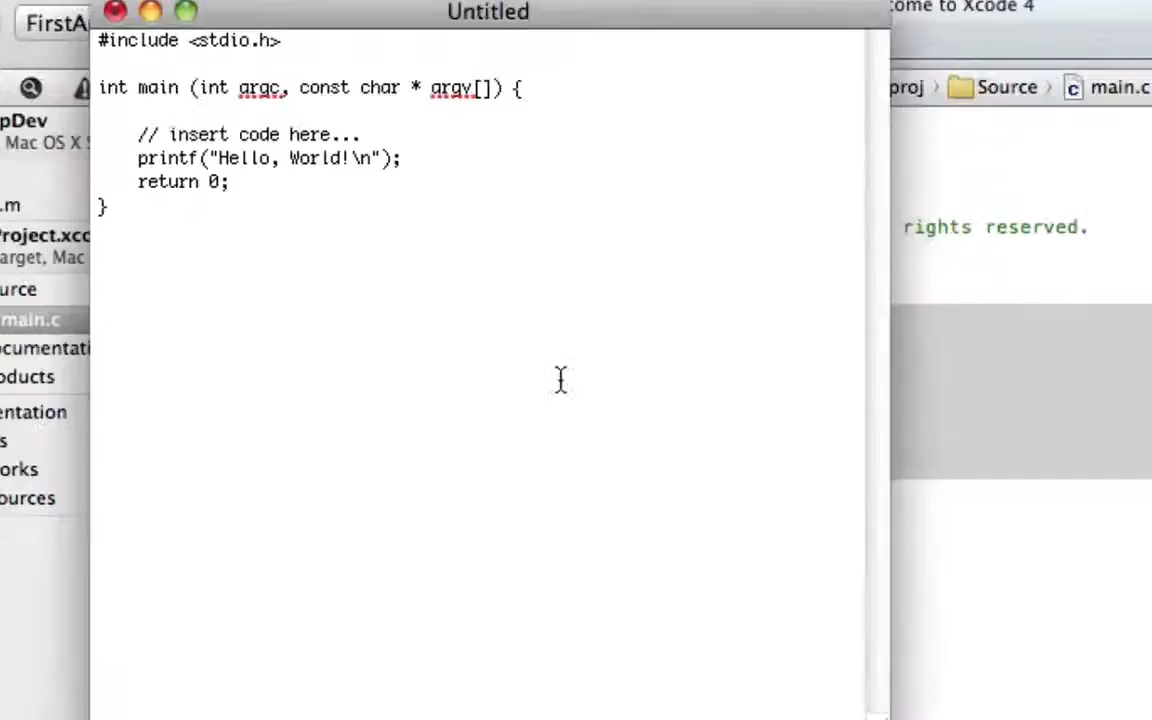 Untitled
#include <stdio.h>
int main (int argc, const char * argv[]) {
// insert code here...
printf("Hello, World!\n");
return 0;
}
FirstA
pDev
Mac OS X
.m
Project.xcc
arget, Mac
urce
main.c
ocumentati
oducts
entation
s
orks
ources
come to Xcode 4
proj
Source
main.c
rights reserved.